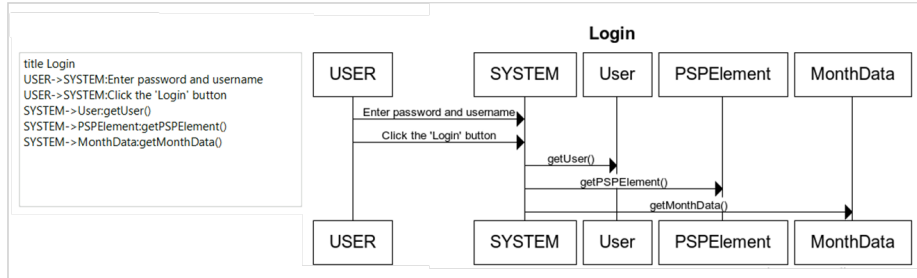 title Login
USER->SYSTEM:Enter password and username
USER->SYSTEM:Click the 'Login' button
SYSTEM->User:getUser()
SYSTEM->PSPElement:getPSPElement()
SYSTEM->MonthData:getMonthData()
Login
USER SYSTEM User PSPElement MonthData
Enter password and username
Click the 'Login' button
getUser()
getPSPElement()
getMonthData()
USER SYSTEM User PSPElement MonthData